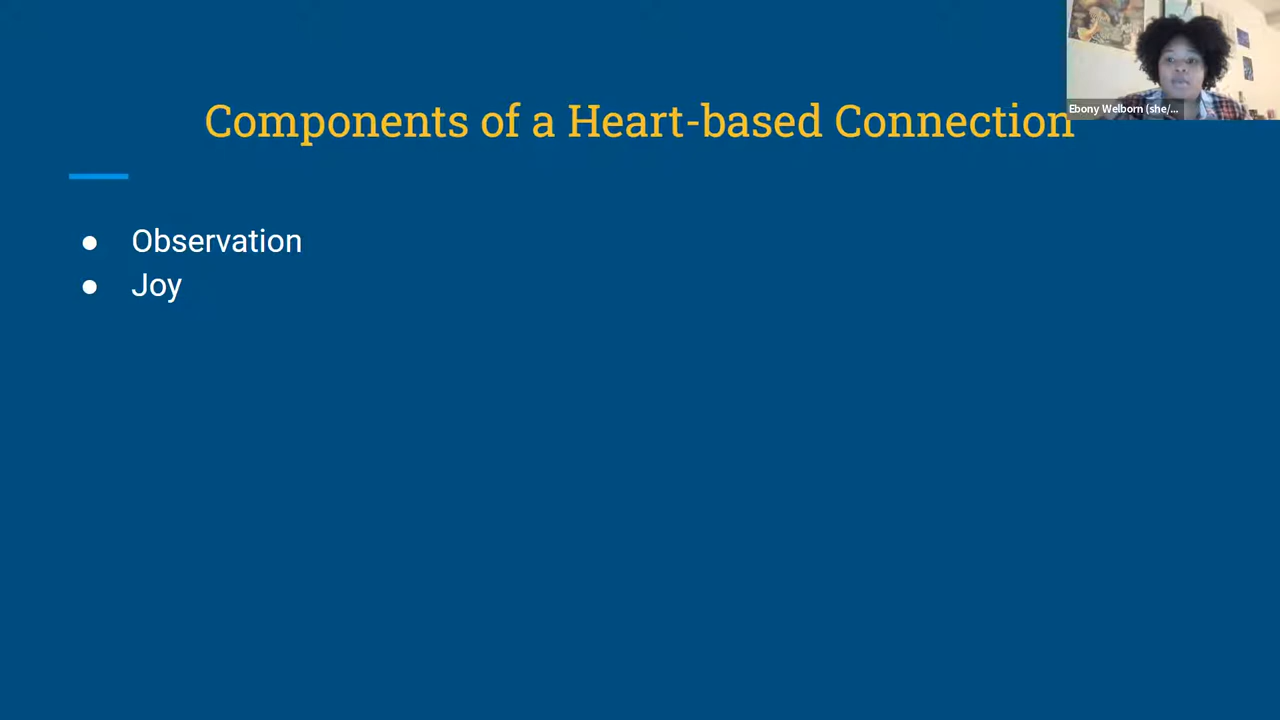 Components of a Heart-based Connection
Ebony Welborn (she/...
● Observation
● Joy